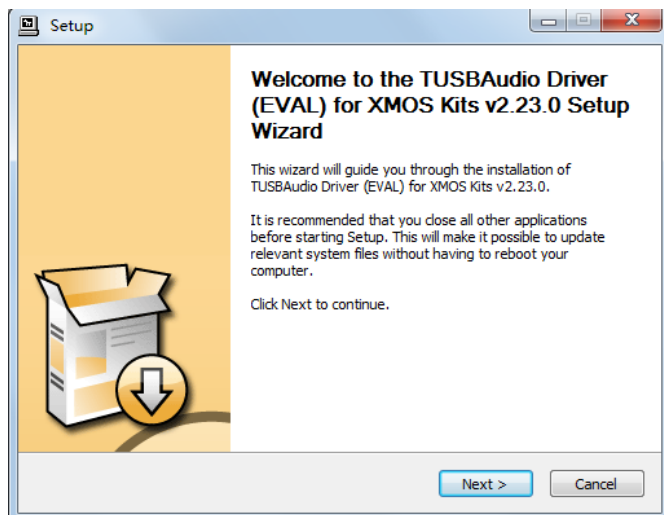 Setup
Welcome to the TUSBAudio Driver
(EVAL) for XMOS Kits v2.23.0 Setup
Wizard
This wizard will guide you through the installation of
TUSBAudio Driver (EVAL) for XMOS Kits v2.23.0.
It is recommended that you close all other applications
before starting Setup. This will make it possible to update
relevant system files without having to reboot your
computer.
Click Next to continue.
Next >
Cancel